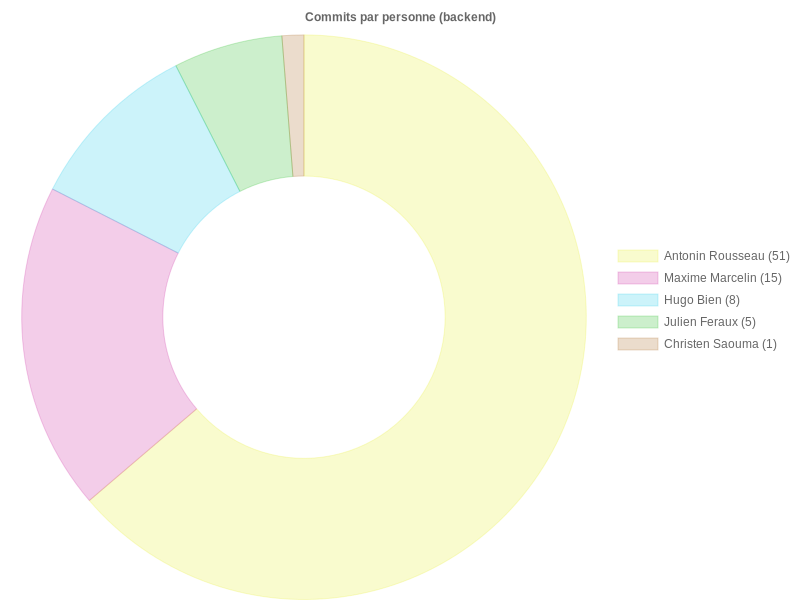 Commits par personne (backend)
Antonin Rousseau (51)
Maxime Marcelin (15)
Hugo Bien (8)
Julien Feraux (5)
Christen Saouma (1)